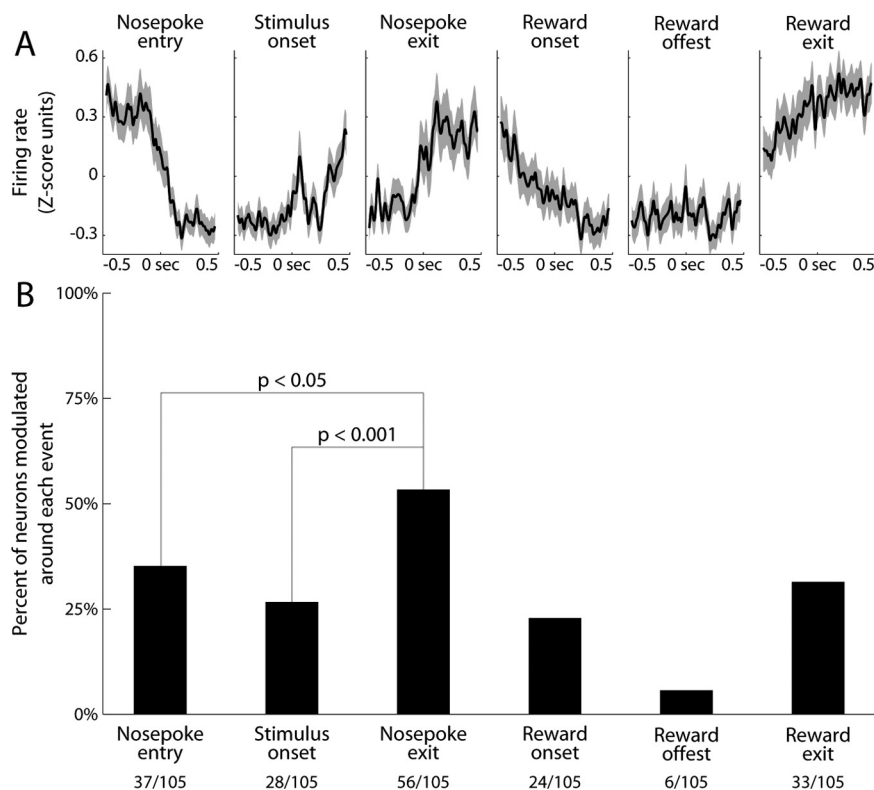 A
Nosepoke entry
Stimulus onset
Nosepoke exit
Reward onset
Reward offest
Reward exit
Firing rate
(Z-score units)
0.6
0.3
0
-0.3
-0.5 0 sec 0.5
-0.5 0 sec 0.5
-0.5 0 sec 0.5
-0.5 0 sec 0.5
-0.5 0 sec 0.5
-0.5 0 sec 0.5
B
Percent of neurons modulated
around each event
100%
75%
50%
25%
0%
p < 0.05
p < 0.001
Nosepoke entry
37/105
Stimulus onset
28/105
Nosepoke exit
56/105
Reward onset
24/105
Reward offest
6/105
Reward exit
33/105